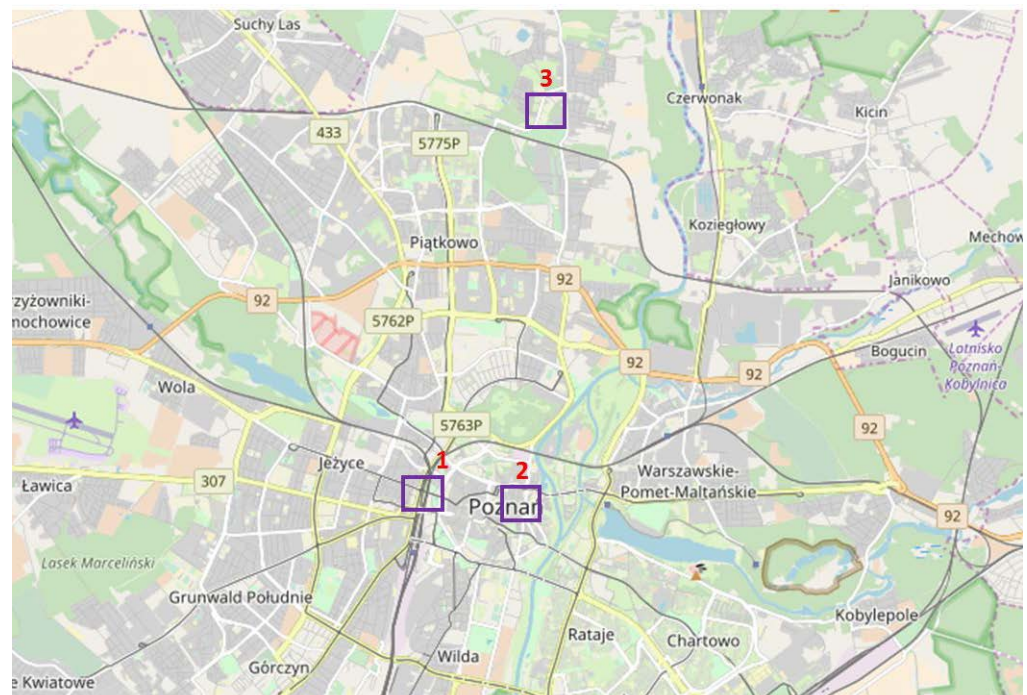 Suchy Las
3
Czerwonak
Kicin
433
5775P
Koziegłowy
Piątkowo
Mechow
92
Janikowo
92
rzyżowniki-
mochowice
5762P
Lotnisko
Poznań-
Kobylnica
Bogucin
92
92
Wola
5763P
92
1
Jeżyce
2
Warszawskie-
Pomet-Maltańskie
307
Ławica
Poznań
92
Lasek Marceliński
Grunwald Południe
Kobylepole
Rataje
Chartowo
Wilda
Górczyn
e Kwiatowe